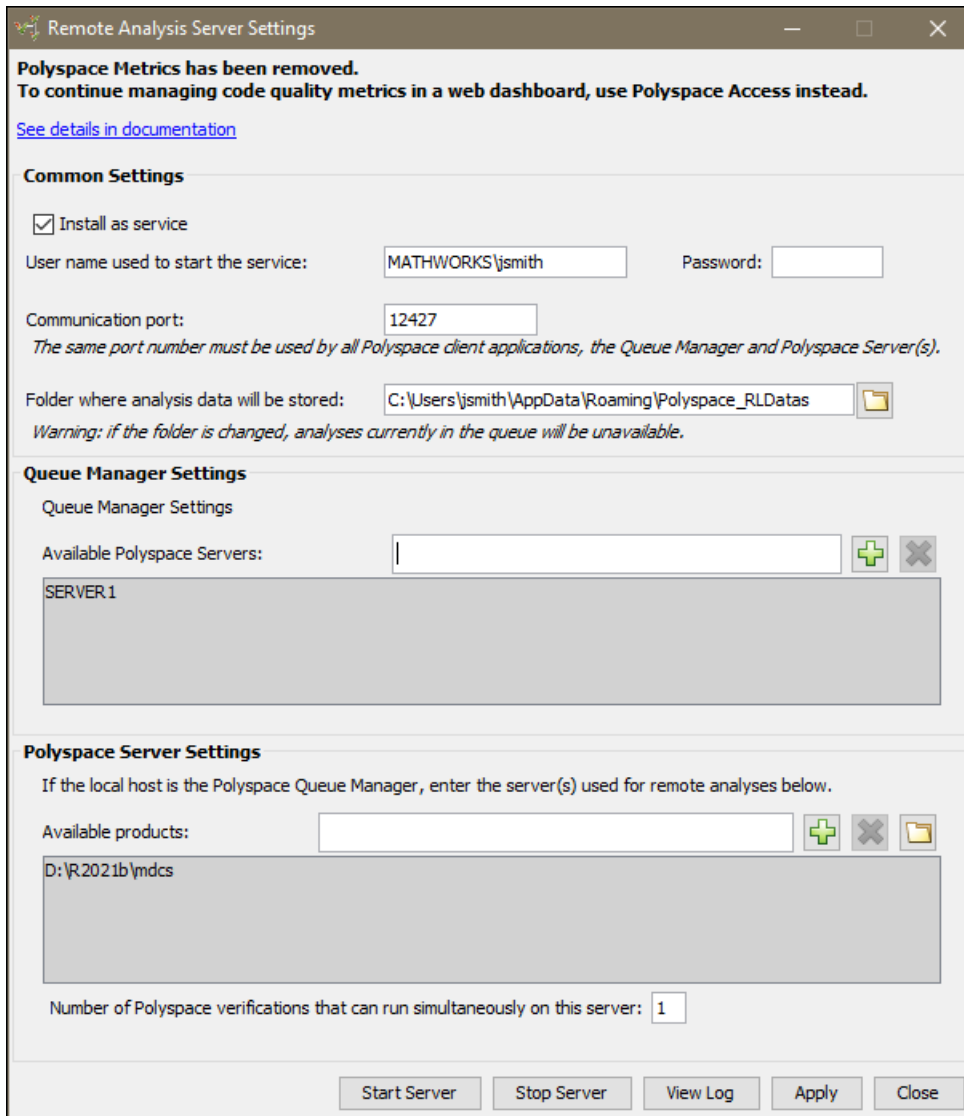 Remote Analysis Server Settings
Polyspace Metrics has been removed.
To continue managing code quality metrics in a web dashboard, use Polyspace Access instead.
See details in documentation
Common Settings
Install as service
User name used to start the service: MATHWORKS\jsmith Password:
Communication port: 12427
The same port number must be used by all Polyspace client applications, the Queue Manager and Polyspace Server(s).
Folder where analysis data will be stored: C:\Users\jsmith\AppData\Roaming\Polyspace_RLDatas
Warning: if the folder is changed, analyses currently in the queue will be unavailable.
Queue Manager Settings
Queue Manager Settings
Available Polyspace Servers:
SERVER1
Polyspace Server Settings
If the local host is the Polyspace Queue Manager, enter the server(s) used for remote analyses below.
Available products:
D:\R2021b\mdcs
Number of Polyspace verifications that can run simultaneously on this server: 1
Start Server Stop Server View Log Apply Close